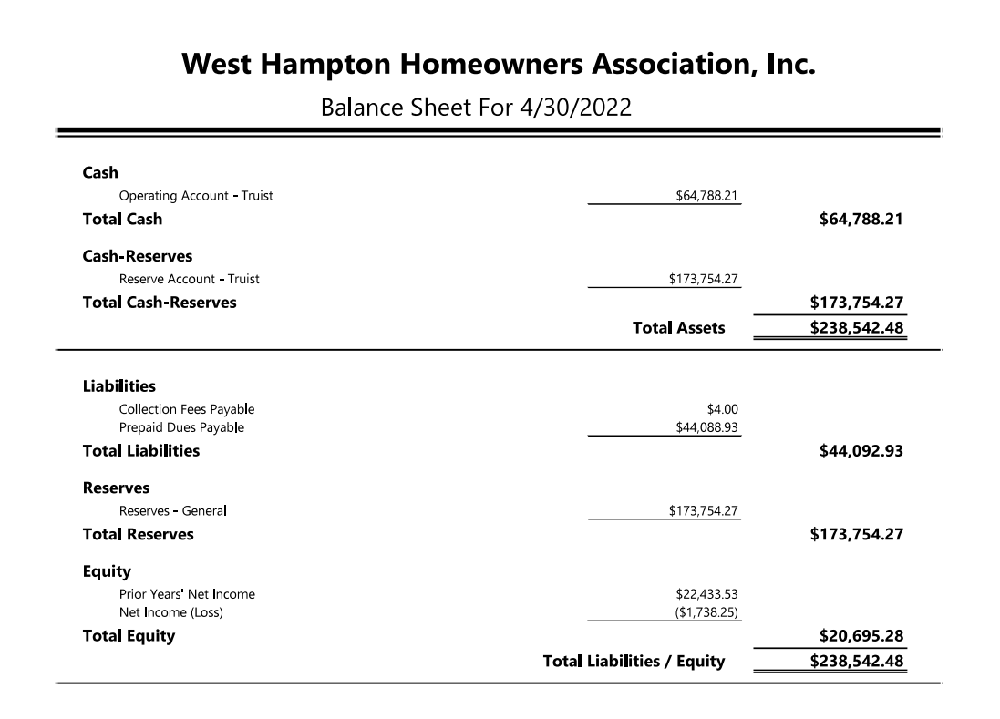 West Hampton Homeowners Association, Inc.
Balance Sheet For 4/30/2022
Cash
Operating Account - Truist $64,788.21
Total Cash $64,788.21
Cash-Reserves
Reserve Account - Truist $173,754.27
Total Cash-Reserves $173,754.27
Total Assets $238,542.48
Liabilities
Collection Fees Payable $4.00
Prepaid Dues Payable $44,088.93
Total Liabilities $44,092.93
Reserves
Reserves - General $173,754.27
Total Reserves $173,754.27
Equity
Prior Years' Net Income $22,433.53
Net Income (Loss) ($1,738.25)
Total Equity $20,695.28
Total Liabilities / Equity $238,542.48